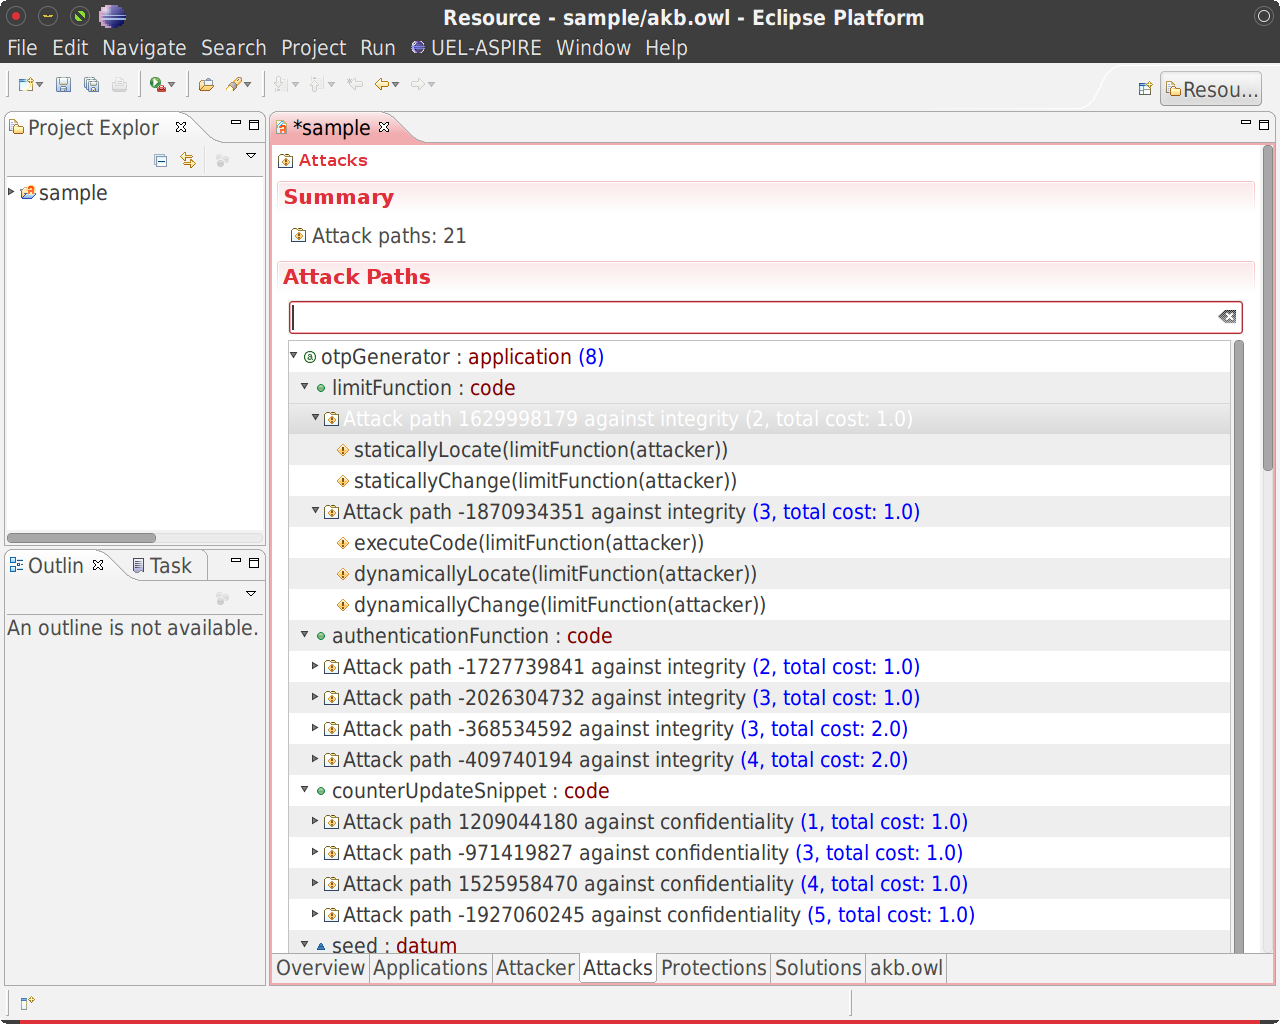 Resource - sample/akb.owl - Eclipse Platform
File Edit Navigate Search Project Run UEL-ASPIRE Window Help
Resou...
Project Explor
sample
Outlin Task
An outline is not available.
*sample
Attacks
Summary
Attack paths: 21
Attack Paths
otpGenerator : application (8)
limitFunction : code
Attack path 1629998179 against integrity (2, total cost: 1.0)
staticallyLocate(limitFunction(attacker))
staticallyChange(limitFunction(attacker))
Attack path -1870934351 against integrity (3, total cost: 1.0)
executeCode(limitFunction(attacker))
dynamicallyLocate(limitFunction(attacker))
dynamicallyChange(limitFunction(attacker))
authenticationFunction : code
Attack path -1727739841 against integrity (2, total cost: 1.0)
Attack path -2026304732 against integrity (3, total cost: 1.0)
Attack path -368534592 against integrity (3, total cost: 2.0)
Attack path -409740194 against integrity (4, total cost: 2.0)
counterUpdateSnippet : code
Attack path 1209044180 against confidentiality (1, total cost: 1.0)
Attack path -971419827 against confidentiality (3, total cost: 1.0)
Attack path 1525958470 against confidentiality (4, total cost: 1.0)
Attack path -1927060245 against confidentiality (5, total cost: 1.0)
seed : datum
Overview Applications Attacker Attacks Protections Solutions akb.owl